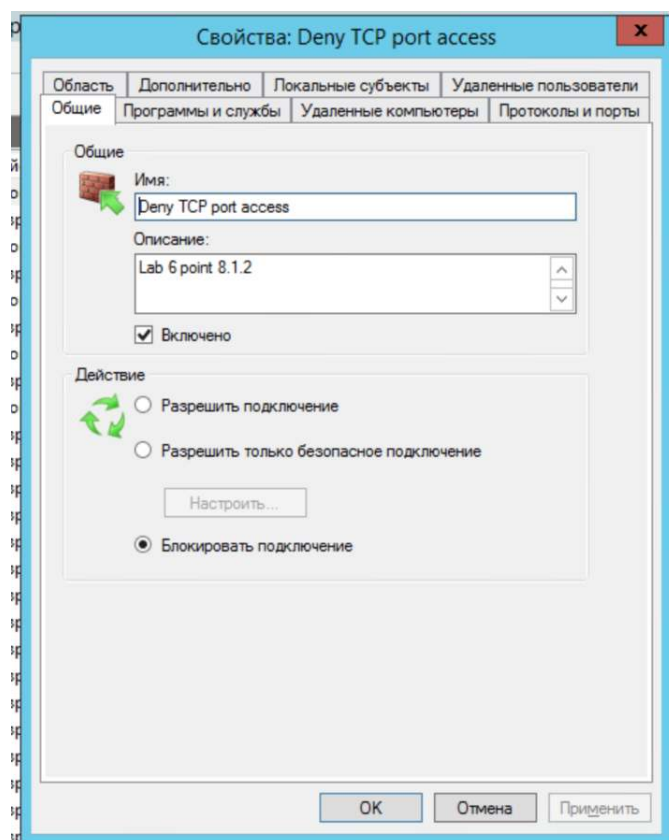 Свойства: Deny TCP port access
x
Область Дополнительно Локальные субъекты Удаленные пользователи
Общие Программы и службы Удаленные компьютеры Протоколы и порты
Общие
Имя:
Deny TCP port access
Описание:
Lab 6 point 8.1.2
Включено
Действие
Разрешить подключение
Разрешить только безопасное подключение
Настроить...
Блокировать подключение
OK Отмена Применить